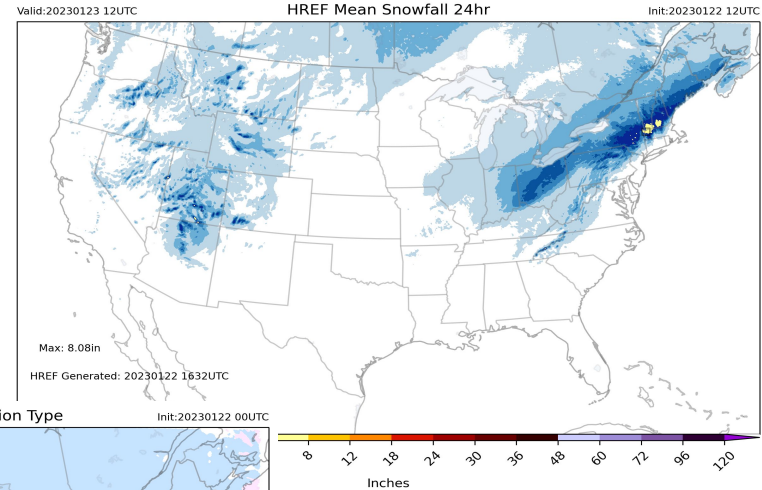 HREF Mean Snowfall 24hr
Valid:20230123 12UTC
Init:20230122 12UTC
Max: 8.08in
HREF Generated: 20230122 1632UTC
ion Type
Init:20230122 00UTC
8 12 18 24 30 36 48 60 72 96 120
Inches